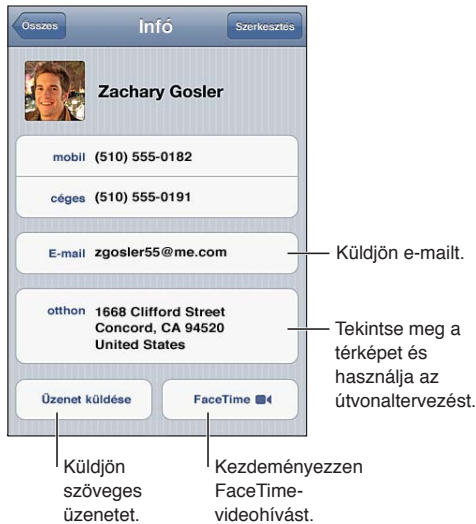 Összes
Infó
Szerkesztés
Zachary Gosler
mobil (510) 555-0182
céges (510) 555-0191
E-mail zgosler55@me.com
Küldjön e-mailt.
otthon 1668 Clifford Street
Concord, CA 94520
United States
Tekintse meg a
térképet és
használja az
útvonaltervezést.
Üzenet küldése
FaceTime
Küldjön
szöveges
üzenetet.
Kezdeményezzen
FaceTime-
videohívást.